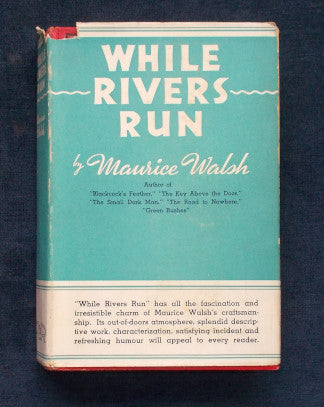 WHILE
RIVERS
RUN
by Maurice Walsh
Author of
"Blackcock's Feather," "The Key Above the Door,"
"The Small Dark Man," "The Road to Nowhere,"
"Green Rushes"
"While Rivers Run" has all the fascination and
irresistible charm of Maurice Walsh's craftsman-
ship. Its out-of-doors atmosphere, splendid descrip-
tive work, characterization, satisfying incident and
refreshing humour will appeal to every reader.